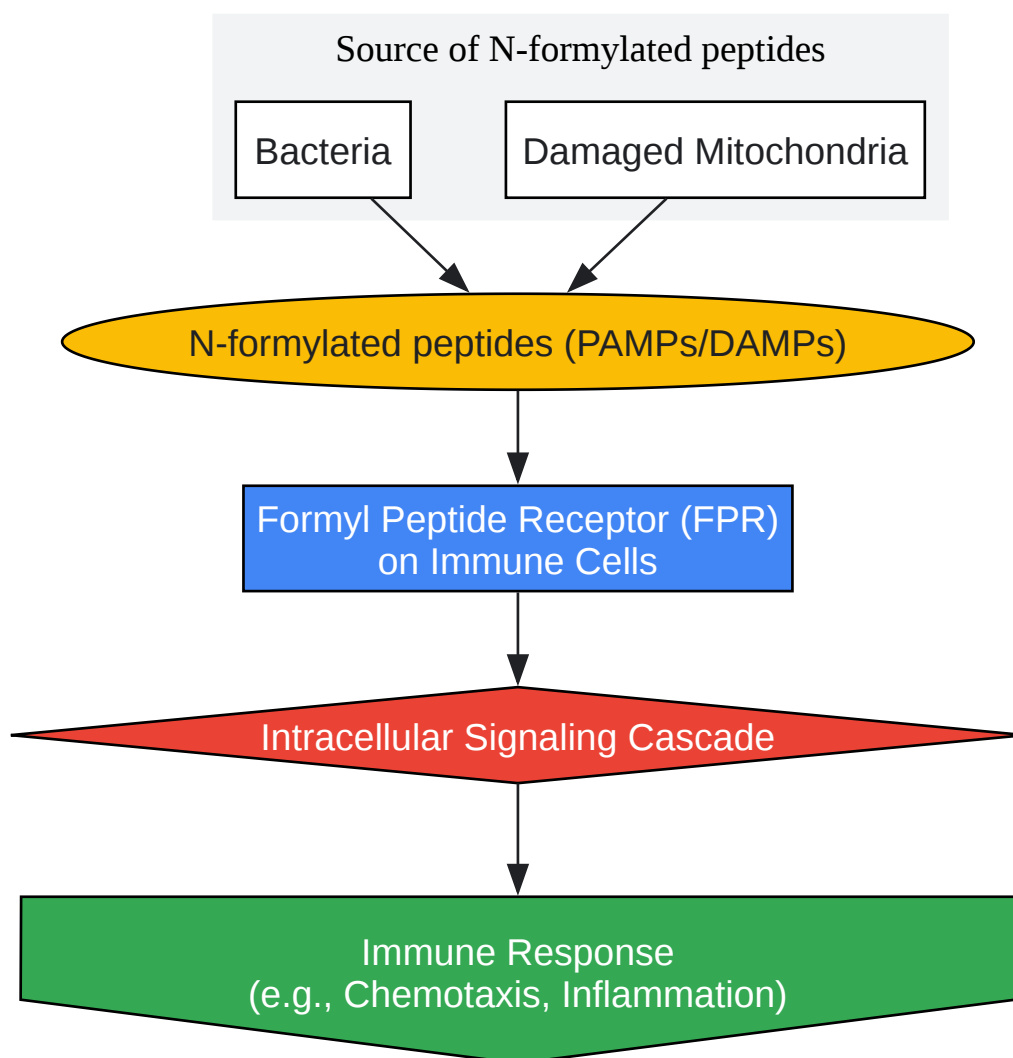 Source of N-formylated peptides
Bacteria
Damaged Mitochondria
N-formylated peptides (PAMPs/DAMPs)
Formyl Peptide Receptor (FPR)
on Immune Cells
Intracellular Signaling Cascade
Immune Response
(e.g., Chemotaxis, Inflammation)